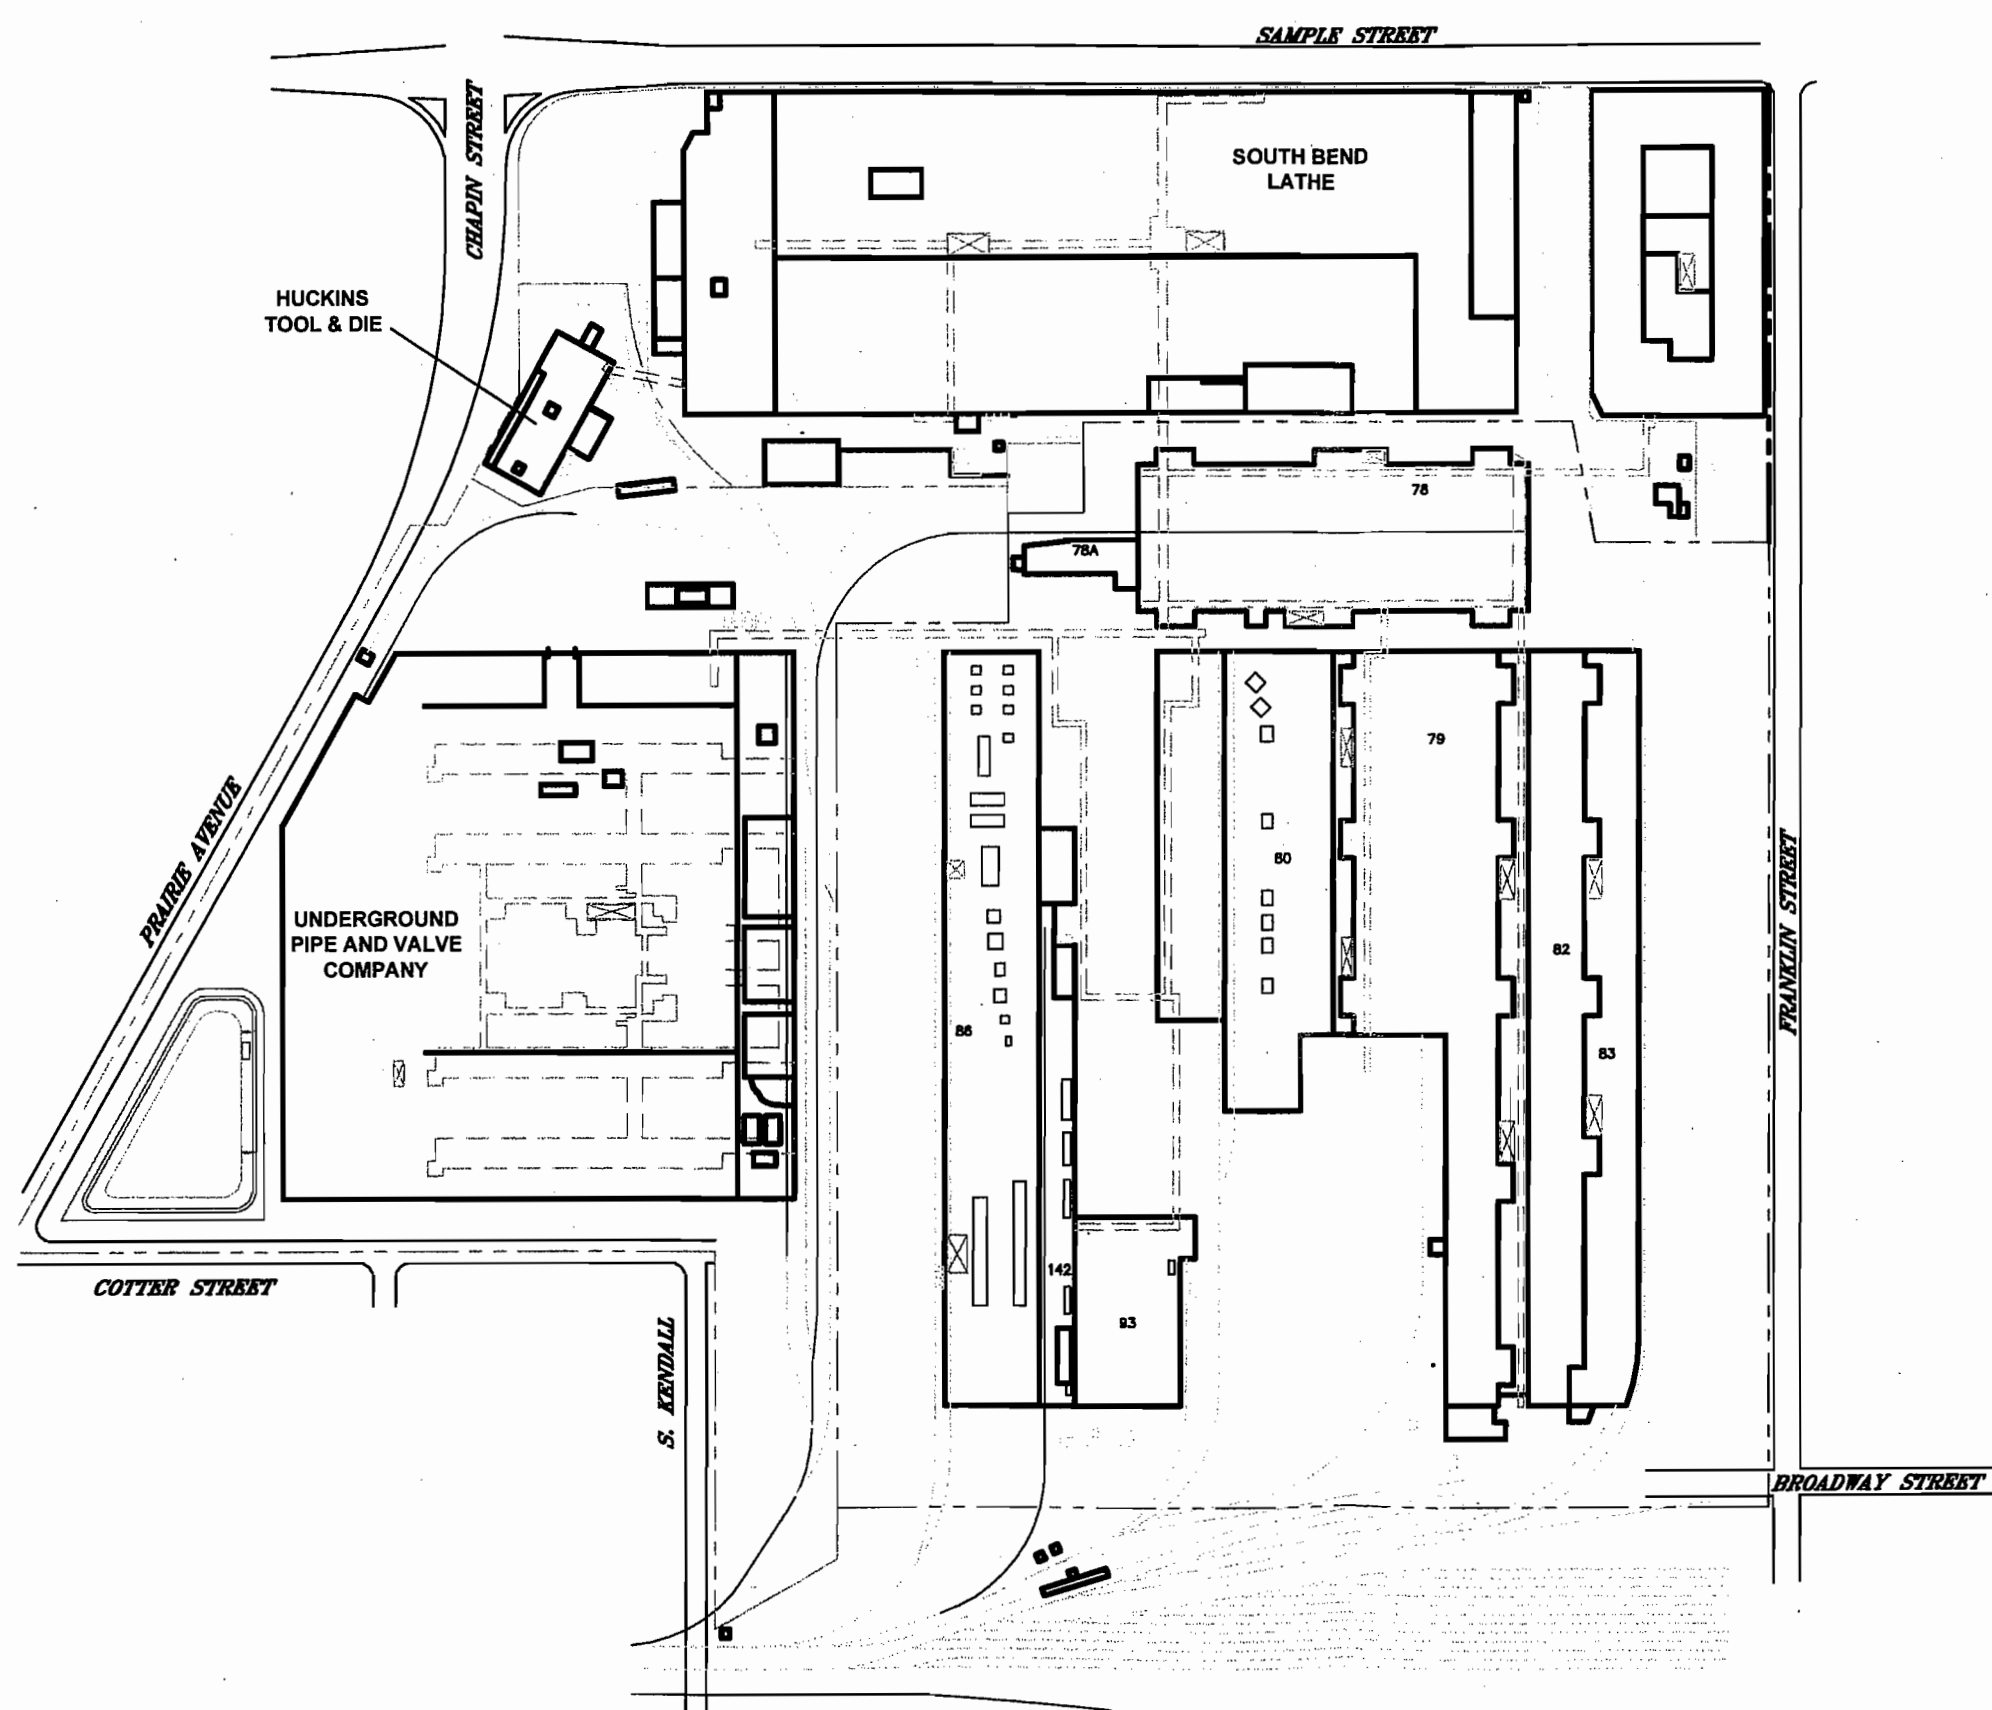 SAMPLE STREET
CHAPIN STREET
SOUTH BEND
LATHE
HUCKINS
TOOL & DIE
78
78A
79
PRAIRIE AVENUE
80
FRANKLIN STREET
UNDERGROUND
PIPE AND VALVE
COMPANY
82
86
83
142
COTTER STREET
93
S. KENDALL
BROADWAY STREET